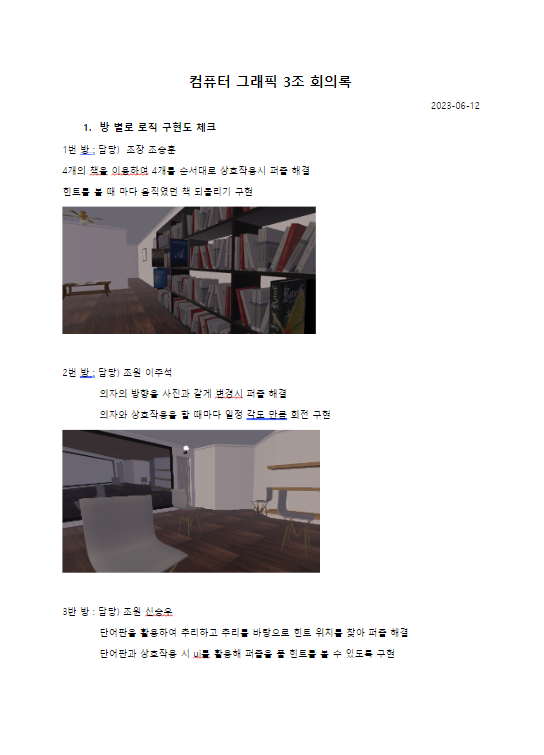 컴퓨터 그래픽 3조 회의록
2023-06-12
1. 방 별로 로직 구현도 체크
1번 방 : 담당) 조장 조승훈
4개의 책을 이용하여 4개를 순서대로 상호작용시 퍼즐 해결
힌트를 볼 때 마다 움직였던 책 되돌리기 구현
2번 방 : 담당) 조원 이주석
의자의 방향을 사진과 같게 변경시 퍼즐 해결
의자와 상호작용을 할 때마다 일정 각도 만큼 회전 구현
3번 방 : 담당) 조원 신승우
단어판을 활용하여 추리하고 추리를 바탕으로 힌트 위치를 찾아 퍼즐 해결
단어판과 상호작용 시 ui를 활용해 퍼즐을 풀 힌트를 볼 수 있도록 구현